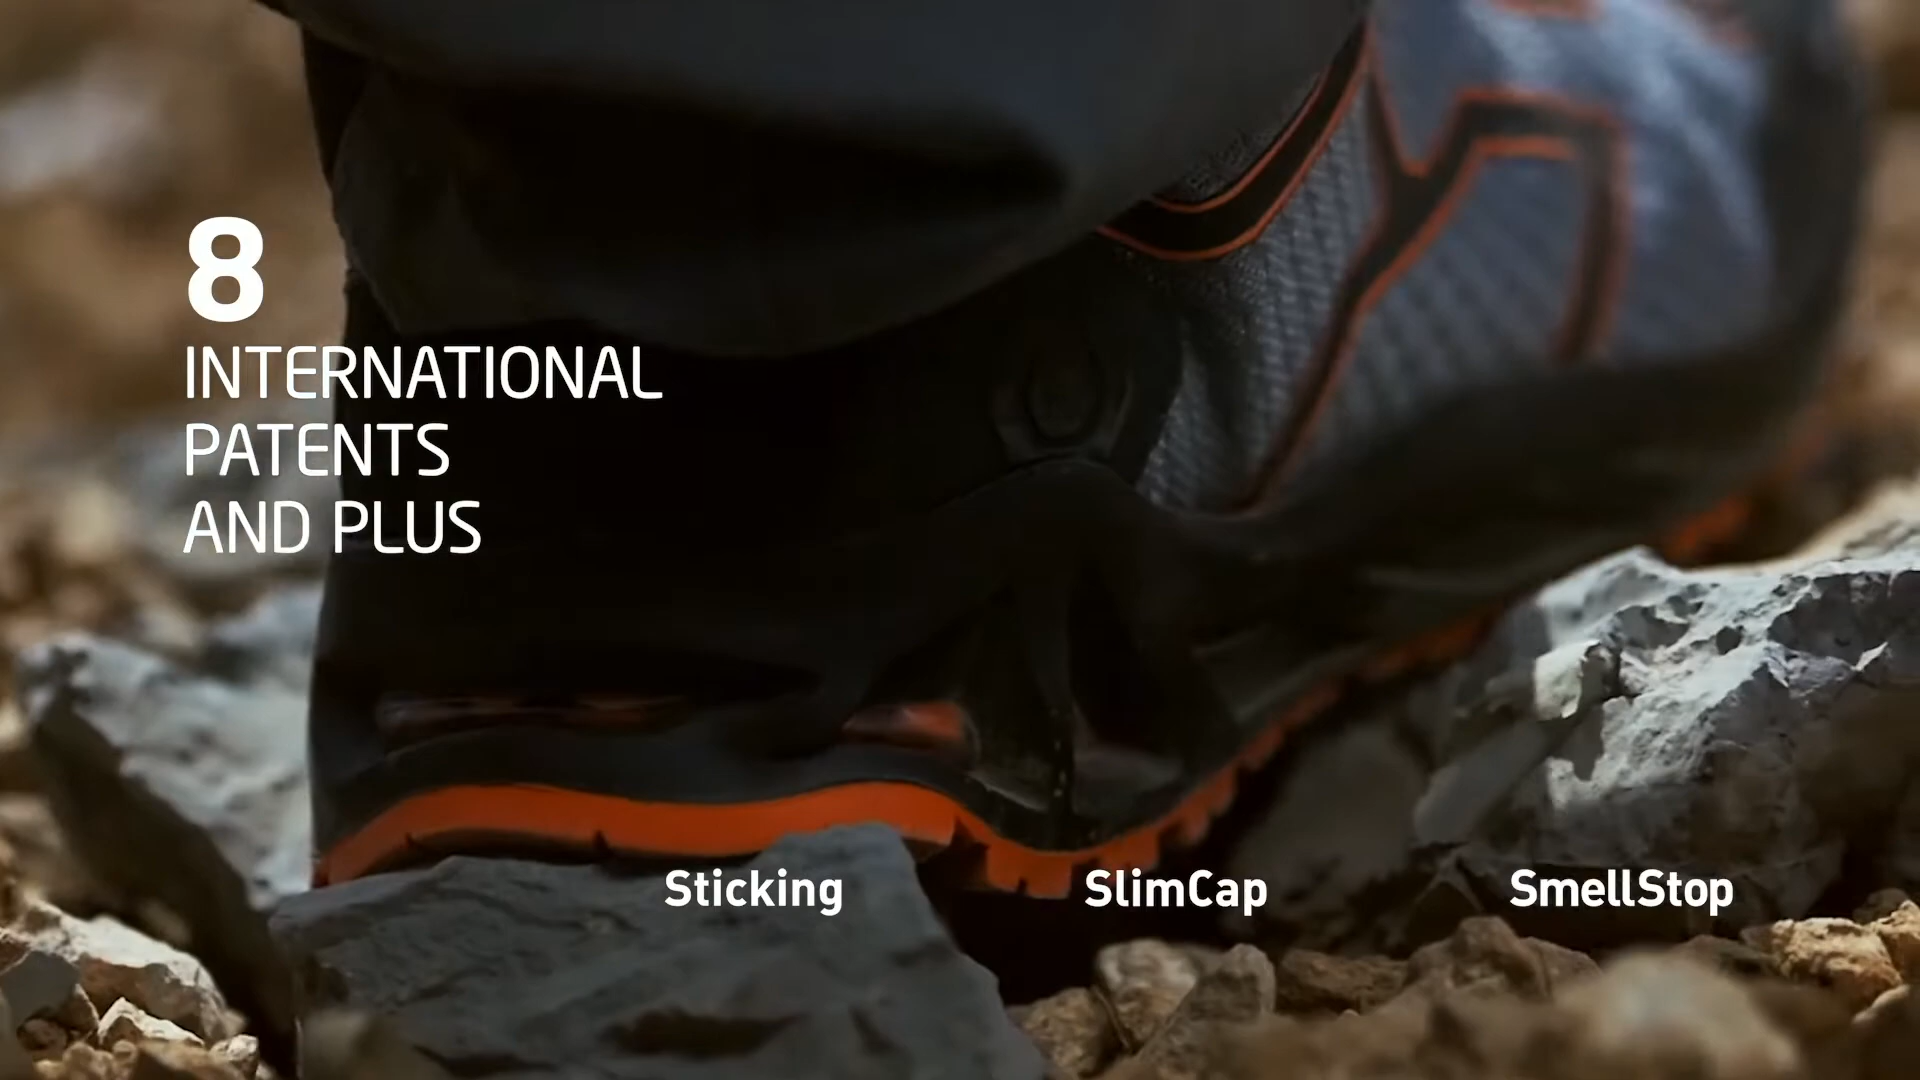 8
INTERNATIONAL
PATENTS
AND PLUS
Sticking
SlimCap
SmellStop